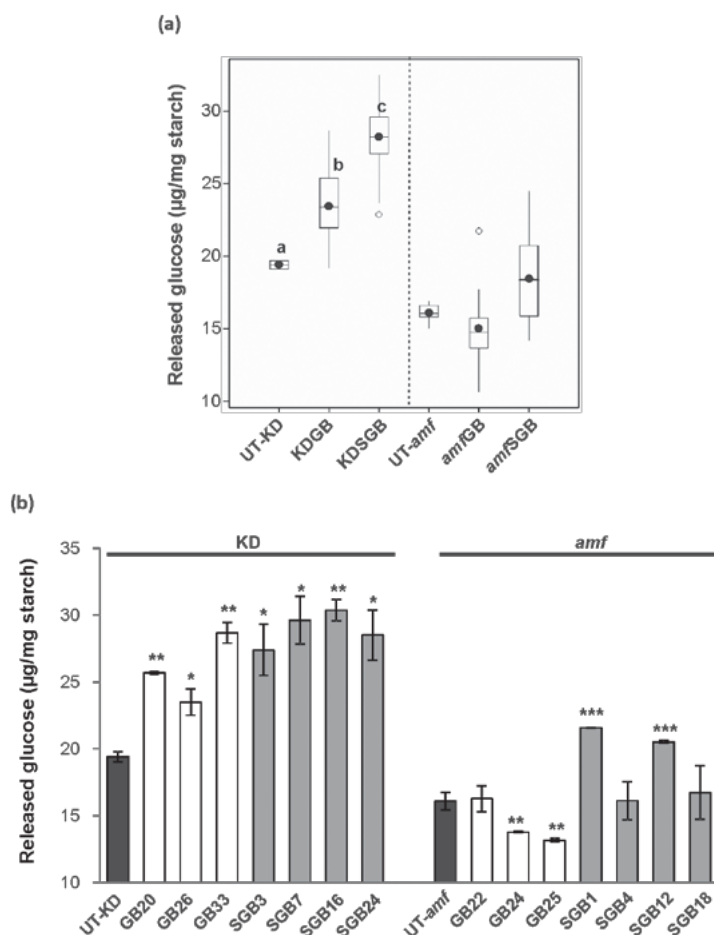 (a)
Released glucose (µg/mg starch)
30
25
20
15
10
a
b
c
UT-KD
KDGB
KDSGB
UT-amf
amfGB
amfSGB
(b)
KD
amf
Released glucose (µg/mg starch)
35
30
25
20
15
10
**
*
**
*
*
**
*
**
**
***
***
UT-KD
GB20
GB26
GB33
SGB3
SGB7
SGB16
SGB24
UT-amf
GB22
GB24
GB25
SGB1
SGB4
SGB12
SGB18